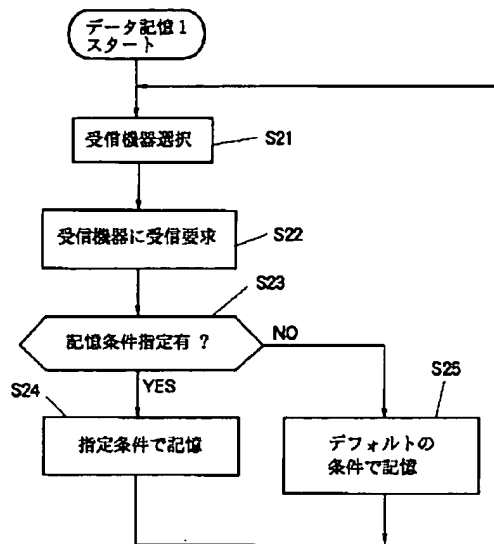 データ記憶1
スタート
受信機器選択
S21
受信機器に受信要求
S22
S23
記憶条件指定有 ?
NO
S24
YES
S25
指定条件で記憶
デフォルトの
条件で記憶